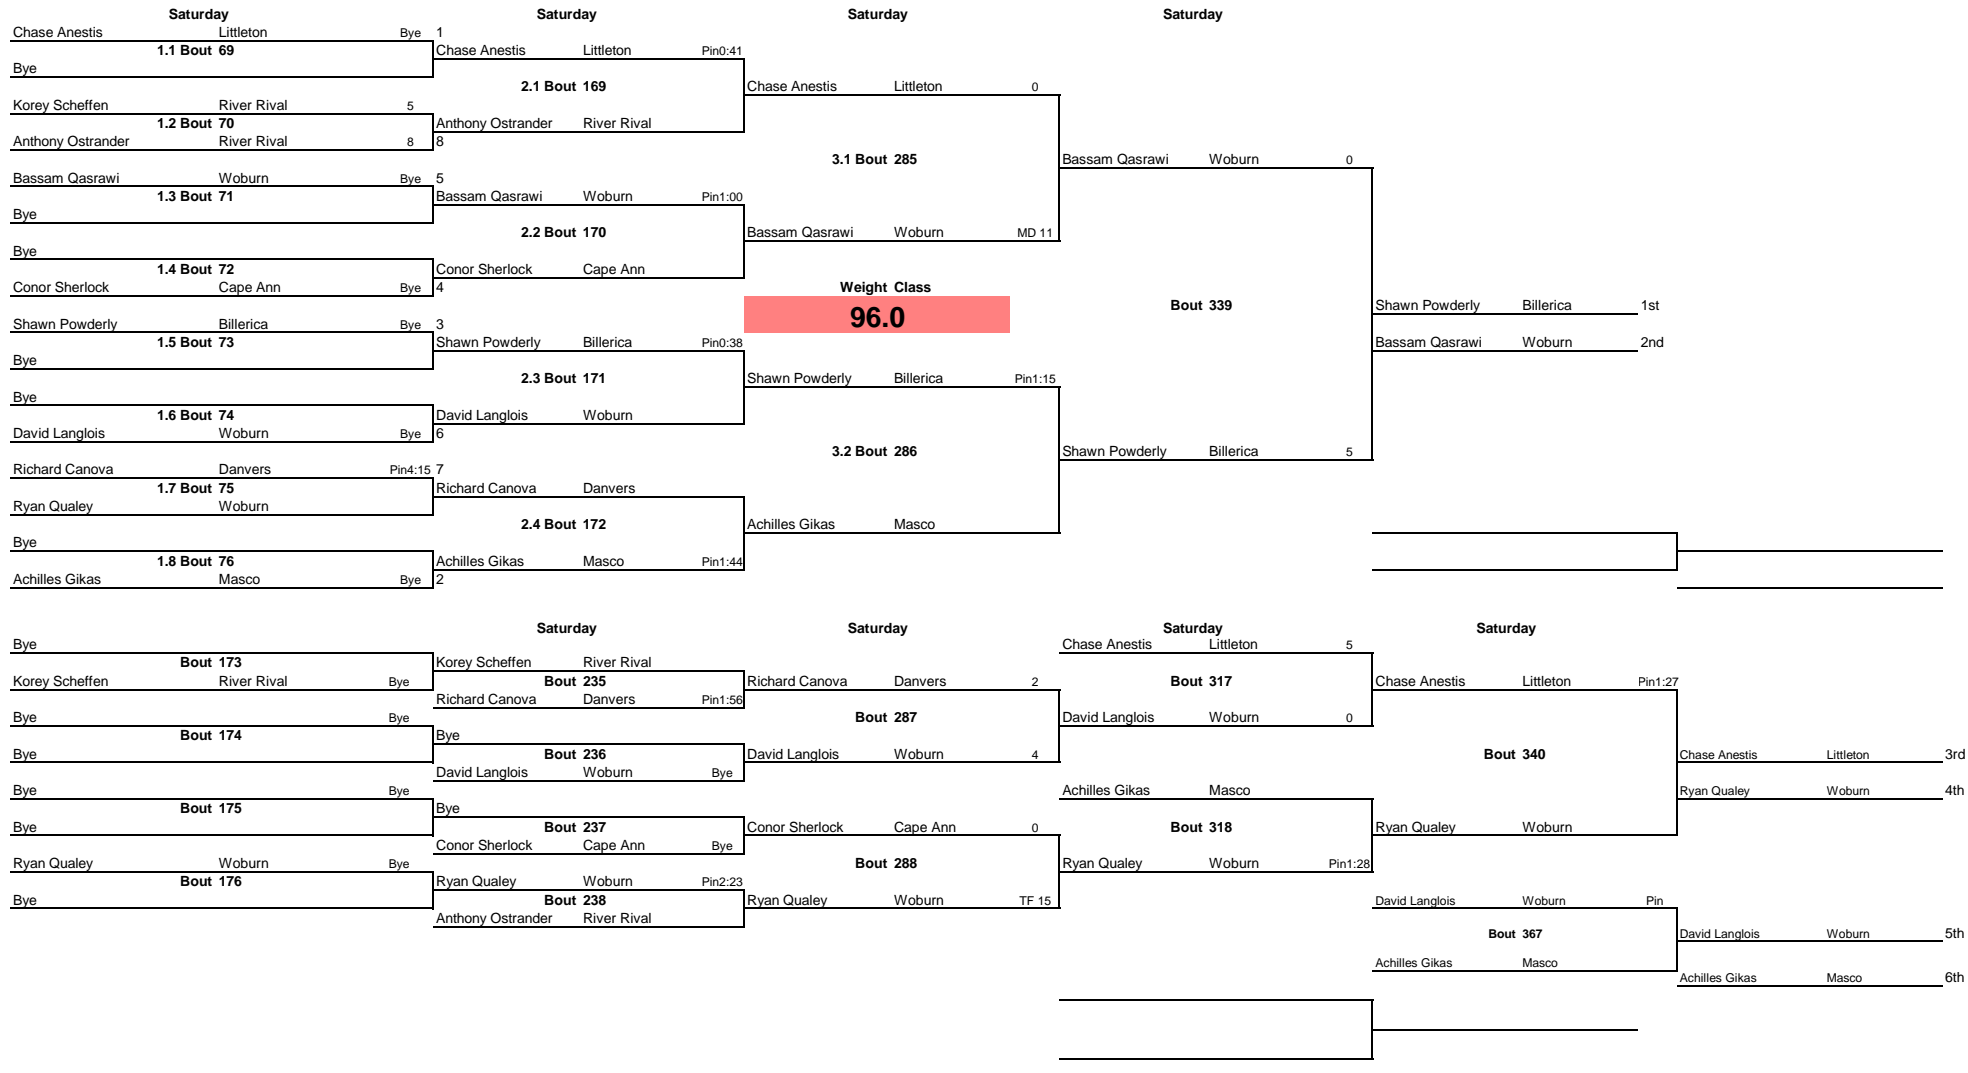 Saturday Saturday Saturday Saturday
Chase Anestis Littleton Bye 1
1.1 Bout 69 Chase Anestis Littleton Pin0:41
Bye
2.1 Bout 169 Chase Anestis Littleton 0
Korey Scheffen River Rival 5
1.2 Bout 70 Anthony Ostrander River Rival
Anthony Ostrander River Rival 8 8
3.1 Bout 285 Bassam Qasrawi Woburn 0
Bassam Qasrawi Woburn Bye 5
1.3 Bout 71 Bassam Qasrawi Woburn Pin1:00
Bye
2.2 Bout 170 Bassam Qasrawi Woburn MD 11
Bye
1.4 Bout 72 Conor Sherlock Cape Ann
Conor Sherlock Cape Ann Bye 4 Weight Class
Bout 339 Shawn Powderly Billerica 1st
96.0
Shawn Powderly Billerica Bye 3
1.5 Bout 73 Shawn Powderly Billerica Pin0:38 Bassam Qasrawi Woburn 2nd
Bye
2.3 Bout 171 Shawn Powderly Billerica Pin1:15
Bye
1.6 Bout 74 David Langlois Woburn
David Langlois Woburn Bye 6
3.2 Bout 286 Shawn Powderly Billerica 5
Richard Canova Danvers Pin4:15 7
1.7 Bout 75 Richard Canova Danvers
Ryan Qualey Woburn
2.4 Bout 172 Achilles Gikas Masco
Bye
1.8 Bout 76 Achilles Gikas Masco Pin1:44
Achilles Gikas Masco Bye 2
Saturday Saturday Saturday Saturday
Bye Chase Anestis Littleton 5
Bout 173 Korey Scheffen River Rival
Korey Scheffen River Rival Bye Bout 235 Richard Canova Danvers 2 Bout 317 Chase Anestis Littleton Pin1:27
Richard Canova Danvers Pin1:56
Bye Bye Bout 287 David Langlois Woburn 0
Bout 174 Bye
Bye Bout 236 David Langlois Woburn 4 Bout 340 Chase Anestis Littleton 3rd
David Langlois Woburn Bye
Bye Bye Achilles Gikas Masco Ryan Qualey Woburn 4th
Bout 175 Bye
Bye Bout 237 Conor Sherlock Cape Ann 0 Bout 318 Ryan Qualey Woburn
Conor Sherlock Cape Ann Bye
Ryan Qualey Woburn Bye Bout 288 Ryan Qualey Woburn Pin1:28
Bout 176 Ryan Qualey Woburn Pin2:23
Bye Bout 238 Ryan Qualey Woburn TF 15 David Langlois Woburn Pin
Anthony Ostrander River Rival
Bout 367 David Langlois Woburn 5th
Achilles Gikas Masco
Achilles Gikas Masco 6th